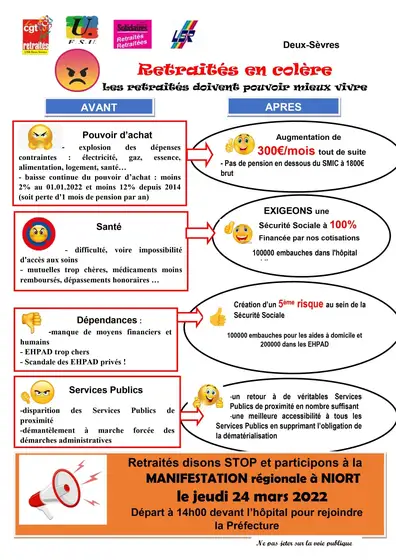 cgt
retraités
U.
F.S.U.
Solidaires
Retraités
Retraitées
LSR
Deux-Sèvres
Retraités en colère
Les retraités doivent pouvoir mieux vivre
AVANT
APRES
Pouvoir d'achat
- explosion des dépenses
contraintes : électricité, gaz, essence,
alimentation, logement, santé…
- baisse continue du pouvoir d'achat : moins
2% au 01.01.2022 et moins 12% depuis 2014
(soit perte d'1 mois de pension par an)
Augmentation de
300€/mois tout de suite
- Pas de pension en dessous du SMIC à 1800€
brut
Santé
- difficulté, voire impossibilité
d'accès aux soins
- mutuelles trop chères, médicaments moins
remboursés, dépassements honoraires …
EXIGEONS une
Sécurité Sociale à 100%
Financée par nos cotisations
100000 embauches dans l'hôpital
Dépendances :
-manque de moyens financiers et
humains
- EHPAD trop chers
- Scandale des EHPAD privés !
Création d'un 5ème risque au sein de la
Sécurité Sociale
100000 embauches pour les aides à domicile et
200000 dans les EHPAD
Services Publics
-disparition des Services Publics de
proximité
-démantèlement à marche forcée des
démarches administratives
-un retour à de véritables Services
Publics de proximité en nombre suffisant
-une meilleure accessibilité à tous les
Services Publics en supprimant l'obligation de
la dématérialisation
Retraités disons STOP et participons à la
MANIFESTATION régionale à NIORT
le jeudi 24 mars 2022
Départ à 14h00 devant l'hôpital pour rejoindre
la Préfecture
Ne pas jeter sur la voie publique